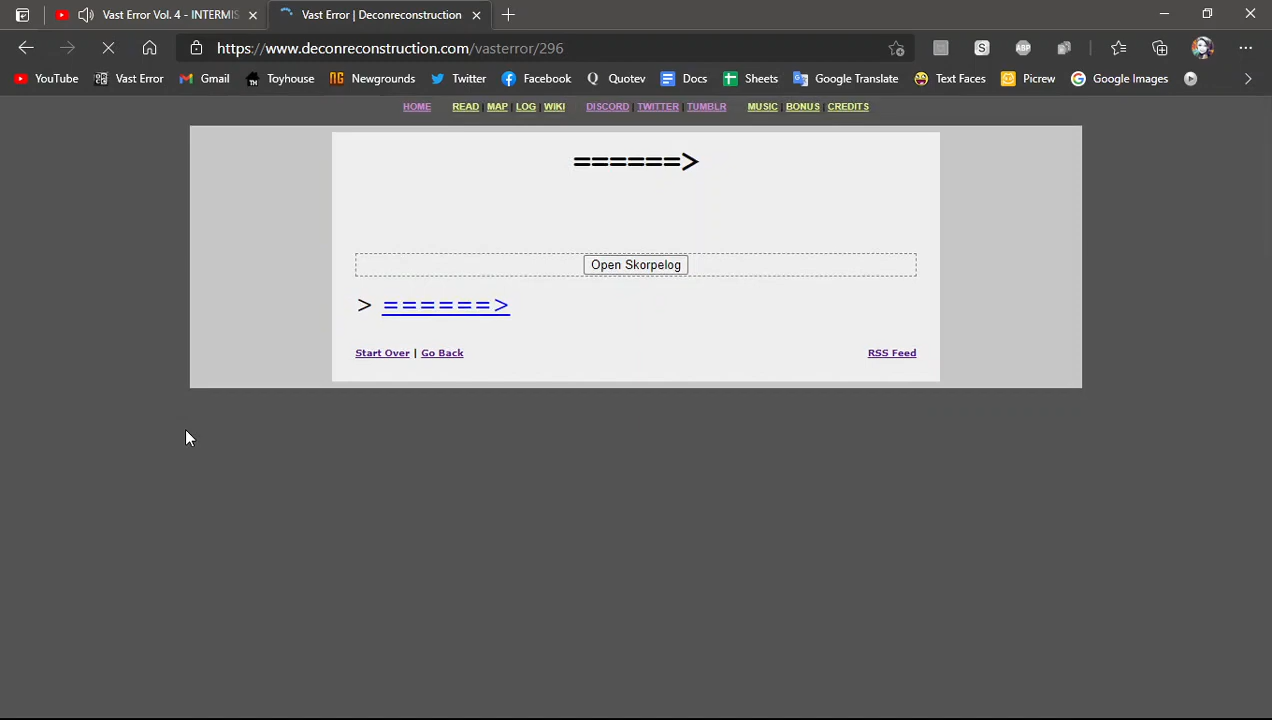 Vast Error Vol. 4 - INTERMIS
Vast Error | Deconreconstruction
https://www.deconreconstruction.com/vasterror/296
YouTube Vast Error Gmail Toyhouse Newgrounds Twitter Facebook Quotev Docs Sheets Google Translate Text Faces Picrew Google Images
HOME READ | MAP | LOG | WIKI DISCORD | TWITTER | TUMBLR MUSIC | BONUS | CREDITS
======>
Open Skorpelog
> ======>
Start Over | Go Back RSS Feed